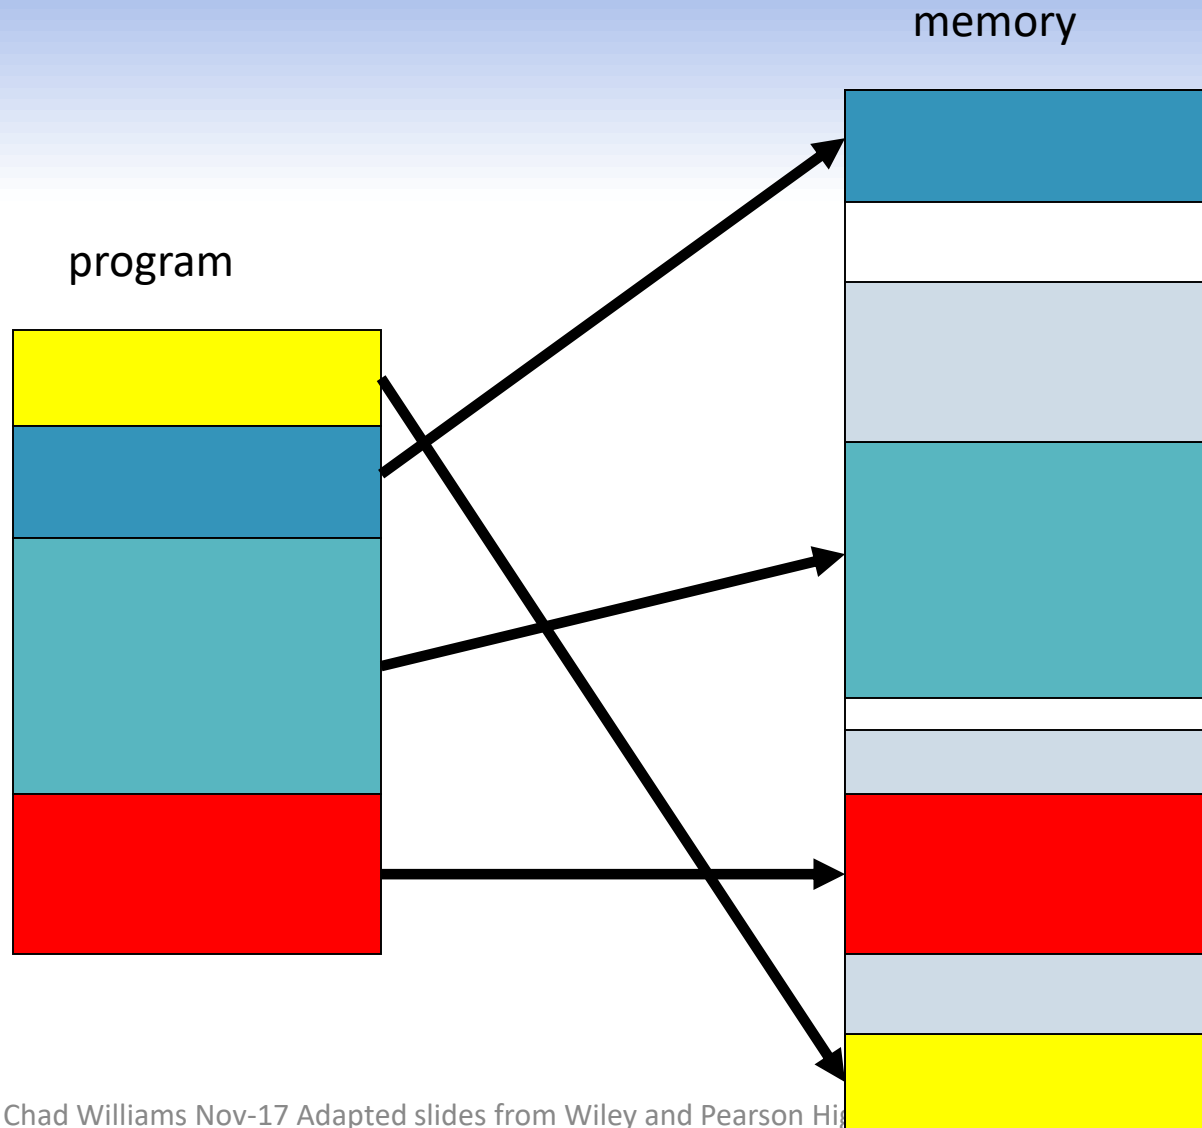 memory
program
Chad Williams Nov-17 Adapted slides from Wiley and Pearson